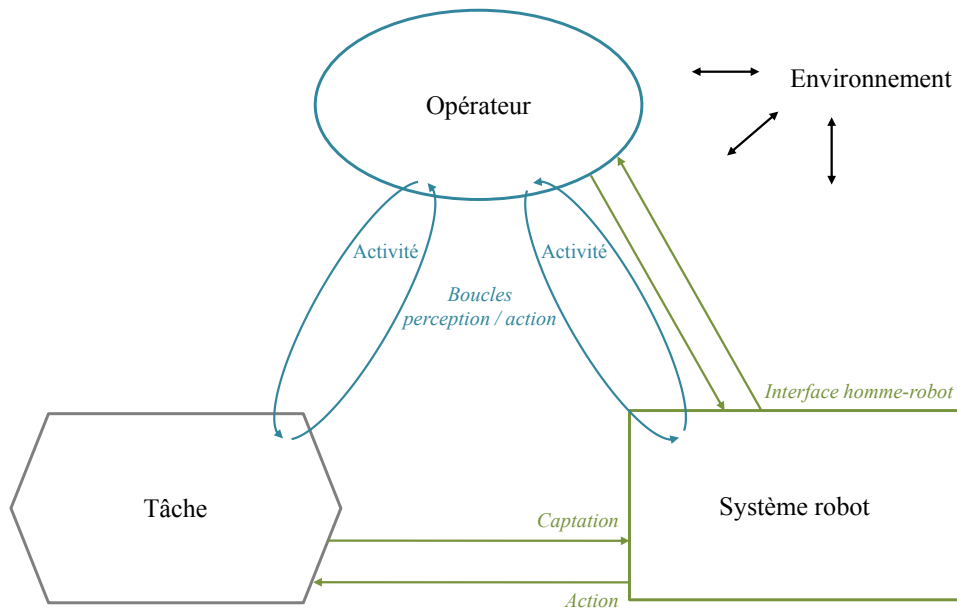 Environnement
Opérateur
Activité
Activité
Boucles
perception / action
Interface homme-robot
Tâche
Système robot
Captation
Action